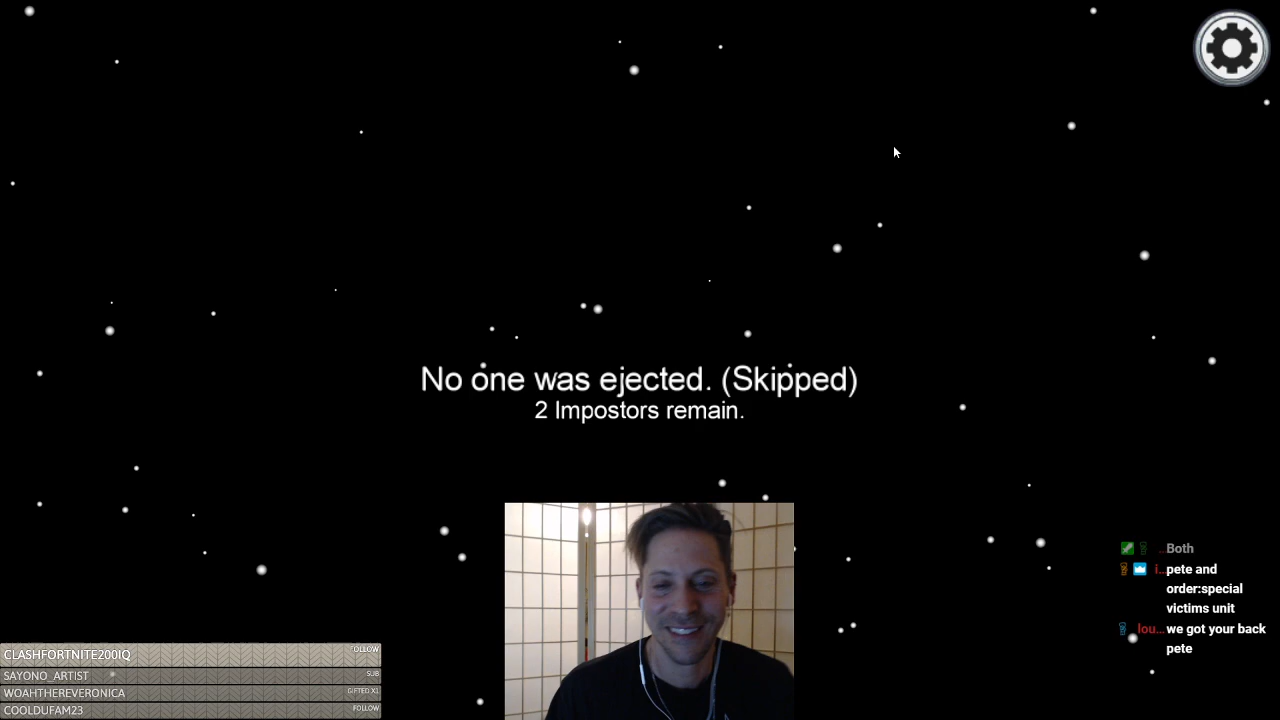 No one was ejected. (Skipped)
2 Impostors remain.
Both
i... pete and
order:special
victims unit
lou... we got your back
pete
CLASHFORTNITE200IQ FOLLOW
SAYONO_ARTIST SUB
WOAHTHEREVERONICA GIFTED X1
COOLDUFAM23 FOLLOW